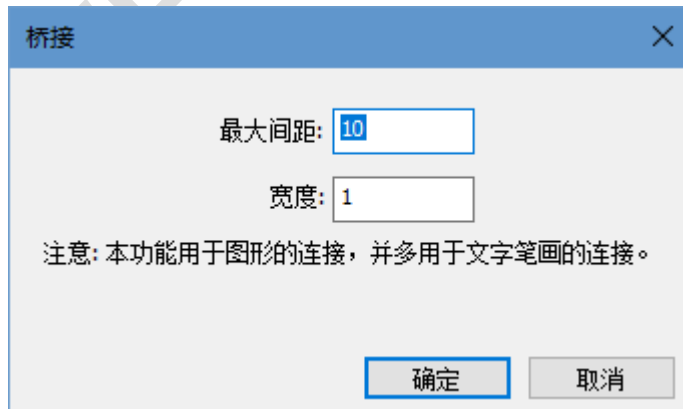 桥接
最大间距: 10
宽度: 1
注意: 本功能用于图形的连接，并多用于文字笔画的连接。
确定 取消